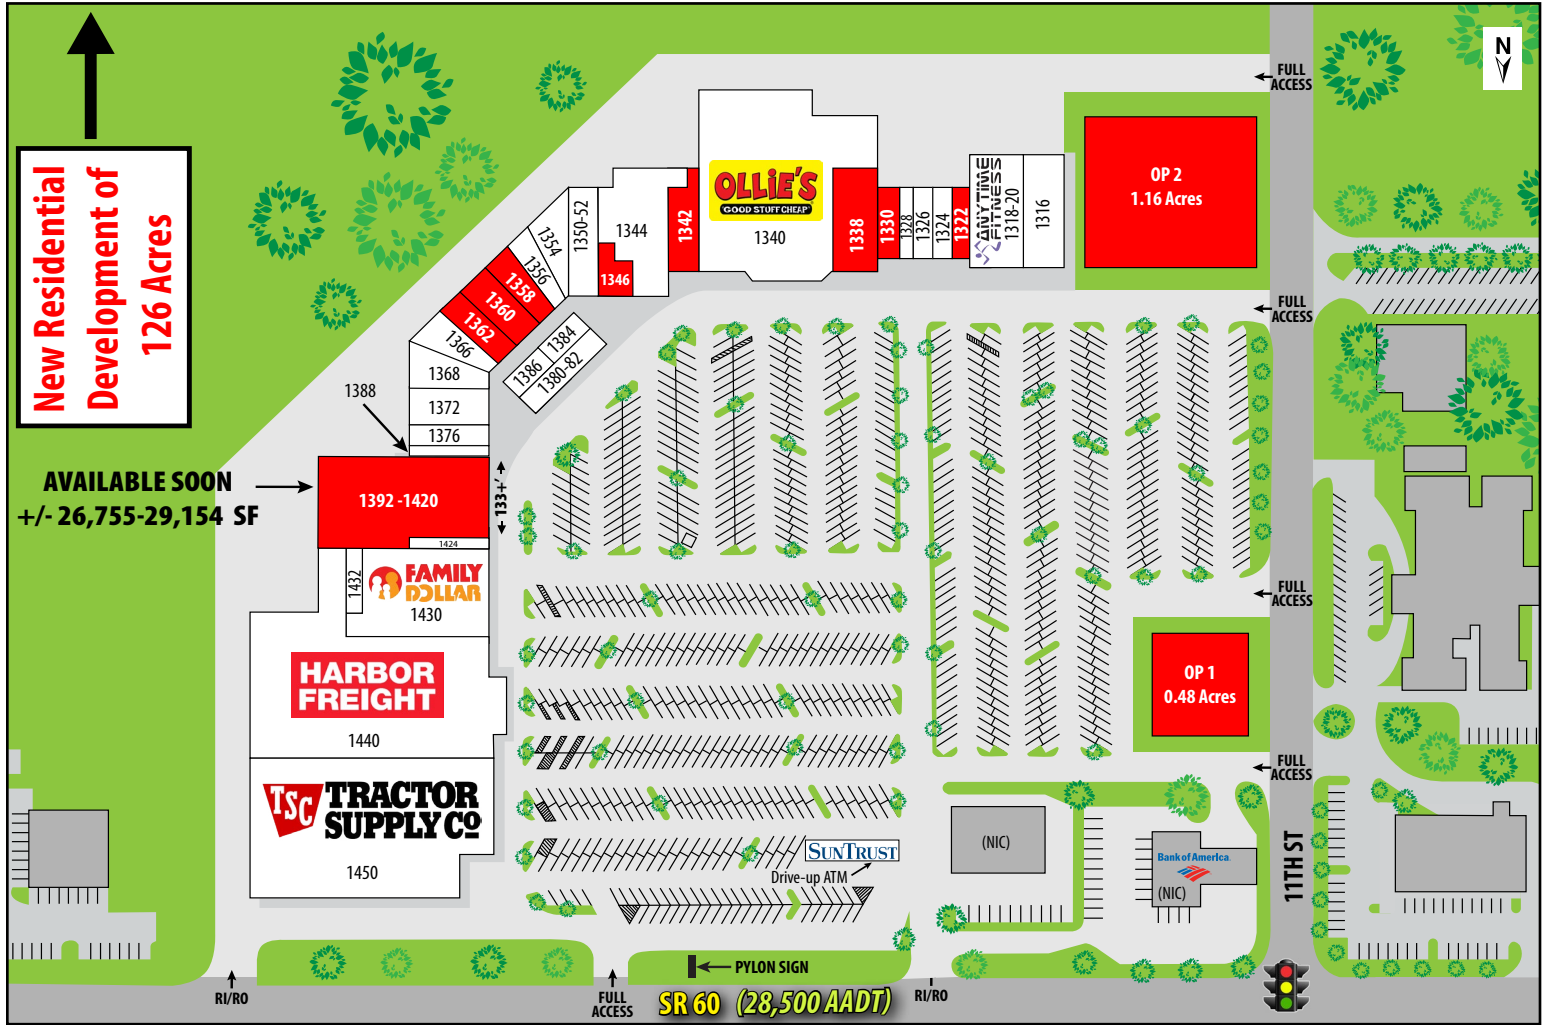 New Residential
Development of
126 Acres
N
FULL
ACCESS
OP 2
1.16 Acres
OLLiE'S
GOOD STUFF CHEAP
1340
1342
1344
1346
1350-52
1354
1356
1358
1360
1362
1366
1368
1372
1376
1384
1386
1380-82
1388
1338
1330
1328
1326
1324
1322
ANYTIME
FITNESS
1318-20
1316
FULL
ACCESS
AVAILABLE SOON
+/- 26,755-29,154 SF
1392 -1420
133+'
1424
1432
FAMILY
DOLLAR
1430
HARBOR
FREIGHT
1440
TSC
TRACTOR
SUPPLY CO
1450
FULL
ACCESS
OP 1
0.48 Acres
FULL
ACCESS
SUNTRUST
Drive-up ATM
(NIC)
Bank of America
(NIC)
11TH ST
PYLON SIGN
RI/RO
FULL
ACCESS
SR 60 (28,500 AADT)
RI/RO